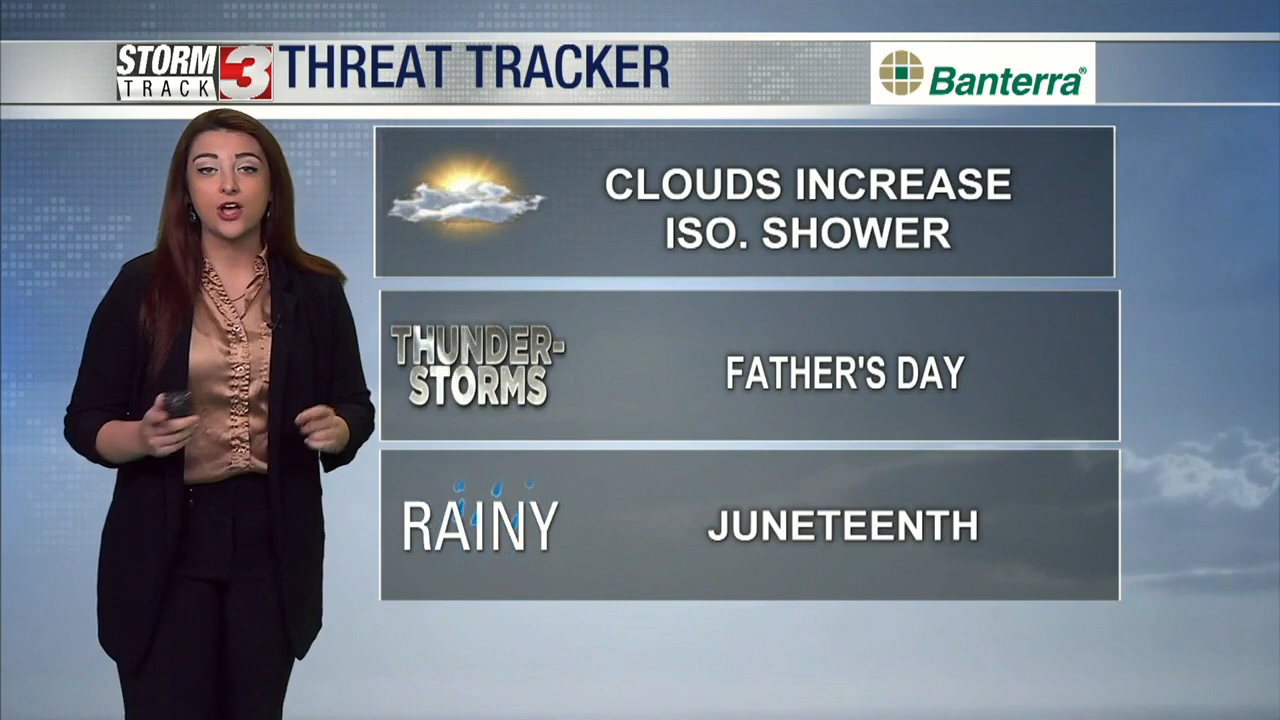 STORM
TRACK 3
THREAT TRACKER
Banterra®
CLOUDS INCREASE
ISO. SHOWER
THUNDER-
STORMS
FATHER'S DAY
RAINY
JUNETEENTH